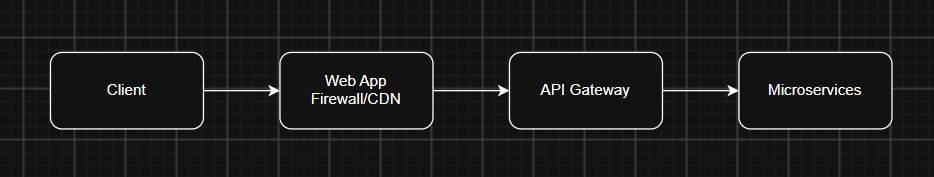 Client
Web App
Firewall/CDN
API Gateway
Microservices